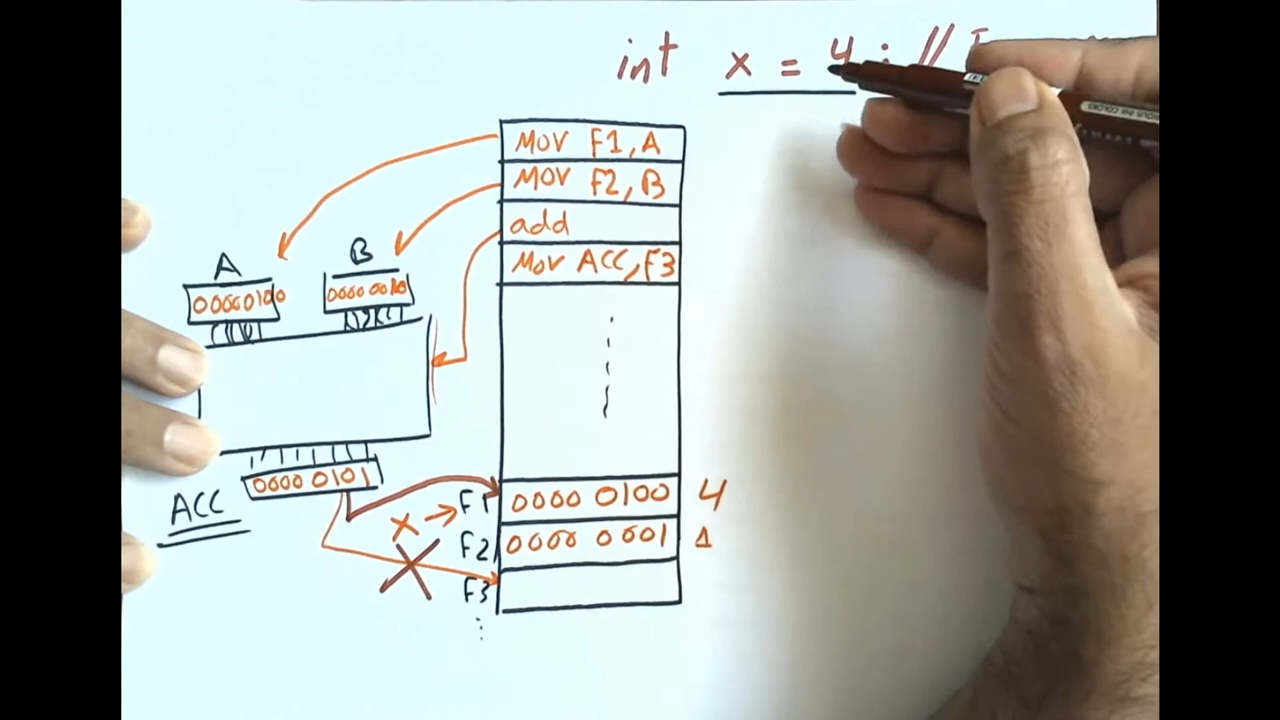 int x = 4 ; //
MOV F1,A
MOV F2,B
add
MOV ACC,F3
A
B
00000100
ACC
0000 0101
F1 0000 0100 4
X →
F2 0000 0001 1
F3